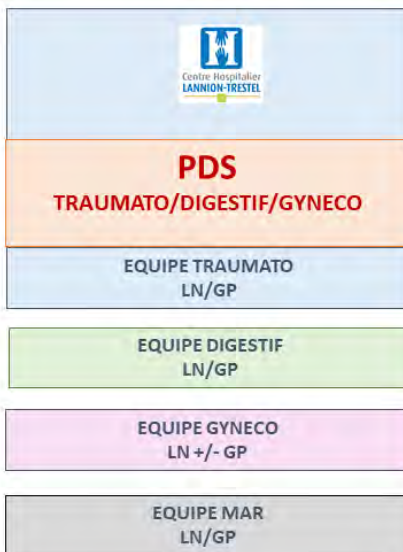 Centre Hospitalier
LANNION-TRESTEL
PDS
TRAUMATO/DIGESTIF/GYNECO
EQUIPE TRAUMATO
LN/GP
EQUIPE DIGESTIF
LN/GP
EQUIPE GYNECO
LN +/- GP
EQUIPE MAR
LN/GP